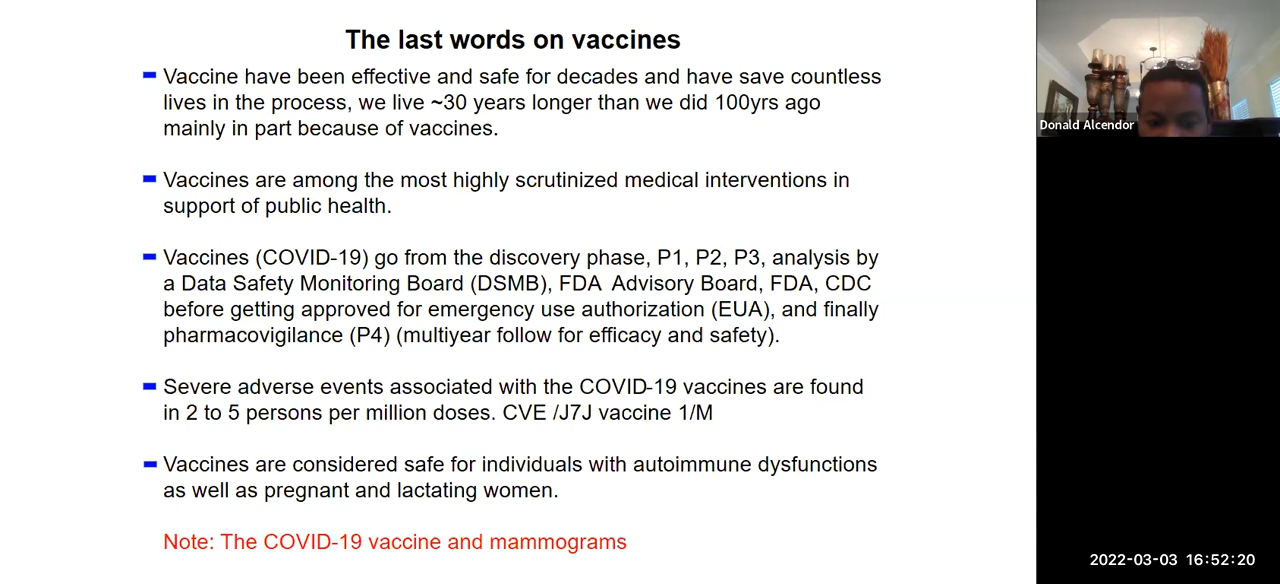 The last words on vaccines
Vaccine have been effective and safe for decades and have save countless
lives in the process, we live ~30 years longer than we did 100yrs ago
mainly in part because of vaccines.
Vaccines are among the most highly scrutinized medical interventions in
support of public health.
Vaccines (COVID-19) go from the discovery phase, P1, P2, P3, analysis by
a Data Safety Monitoring Board (DSMB), FDA Advisory Board, FDA, CDC
before getting approved for emergency use authorization (EUA), and finally
pharmacovigilance (P4) (multiyear follow for efficacy and safety).
Severe adverse events associated with the COVID-19 vaccines are found
in 2 to 5 persons per million doses. CVE /J7J vaccine 1/M
Vaccines are considered safe for individuals with autoimmune dysfunctions
as well as pregnant and lactating women.
Note: The COVID-19 vaccine and mammograms
Donald Alcendor
2022-03-03 16:52:20